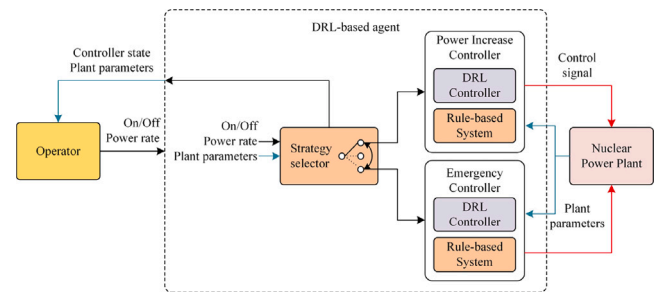 DRL-based agent
Controller state
Plant parameters
Operator
On/Off
Power rate
On/Off
Power rate
Plant parameters
Strategy
selector
Power Increase
Controller
DRL
Controller
Rule-based
System
Emergency
Controller
DRL
Controller
Rule-based
System
Control
signal
Nuclear
Power Plant
Plant
parameters